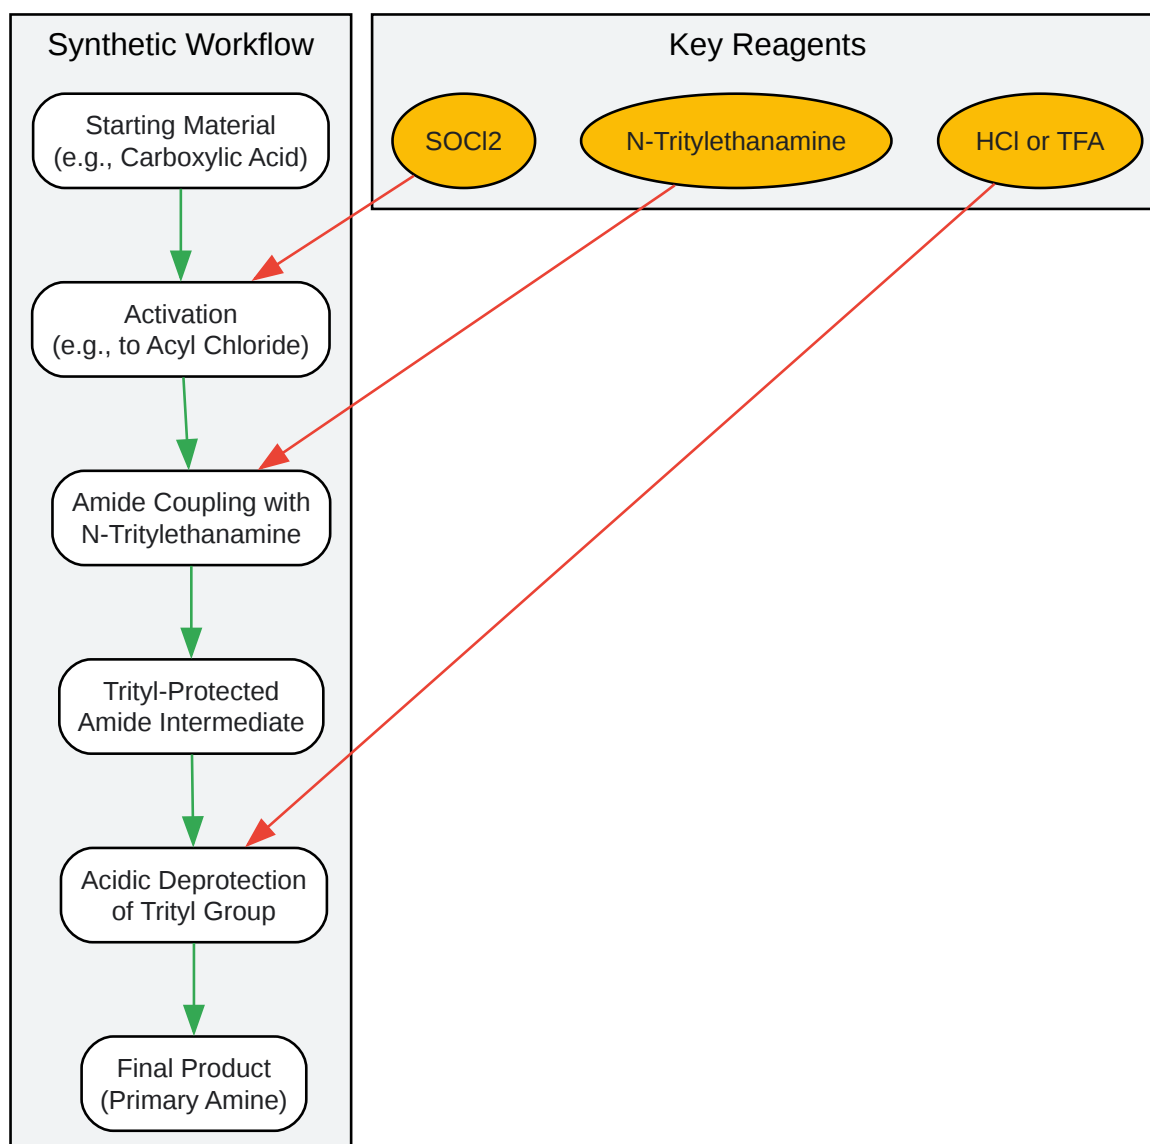 Synthetic Workflow
Starting Material
(e.g., Carboxylic Acid)
Activation
(e.g., to Acyl Chloride)
Amide Coupling with
N-Tritylethanamine
Trityl-Protected
Amide Intermediate
Acidic Deprotection
of Trityl Group
Final Product
(Primary Amine)
Key Reagents
SOCl2
N-Tritylethanamine
HCl or TFA